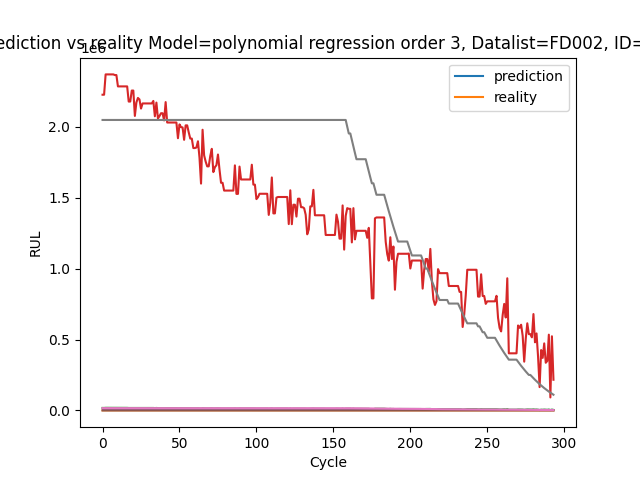 ediction vs reality Model=polynomial regression order 3, Datalist=FD002, ID=
1e6
prediction
reality
RUL
2.0
1.5
1.0
0.5
0.0
0 50 100 150 200 250 300
Cycle